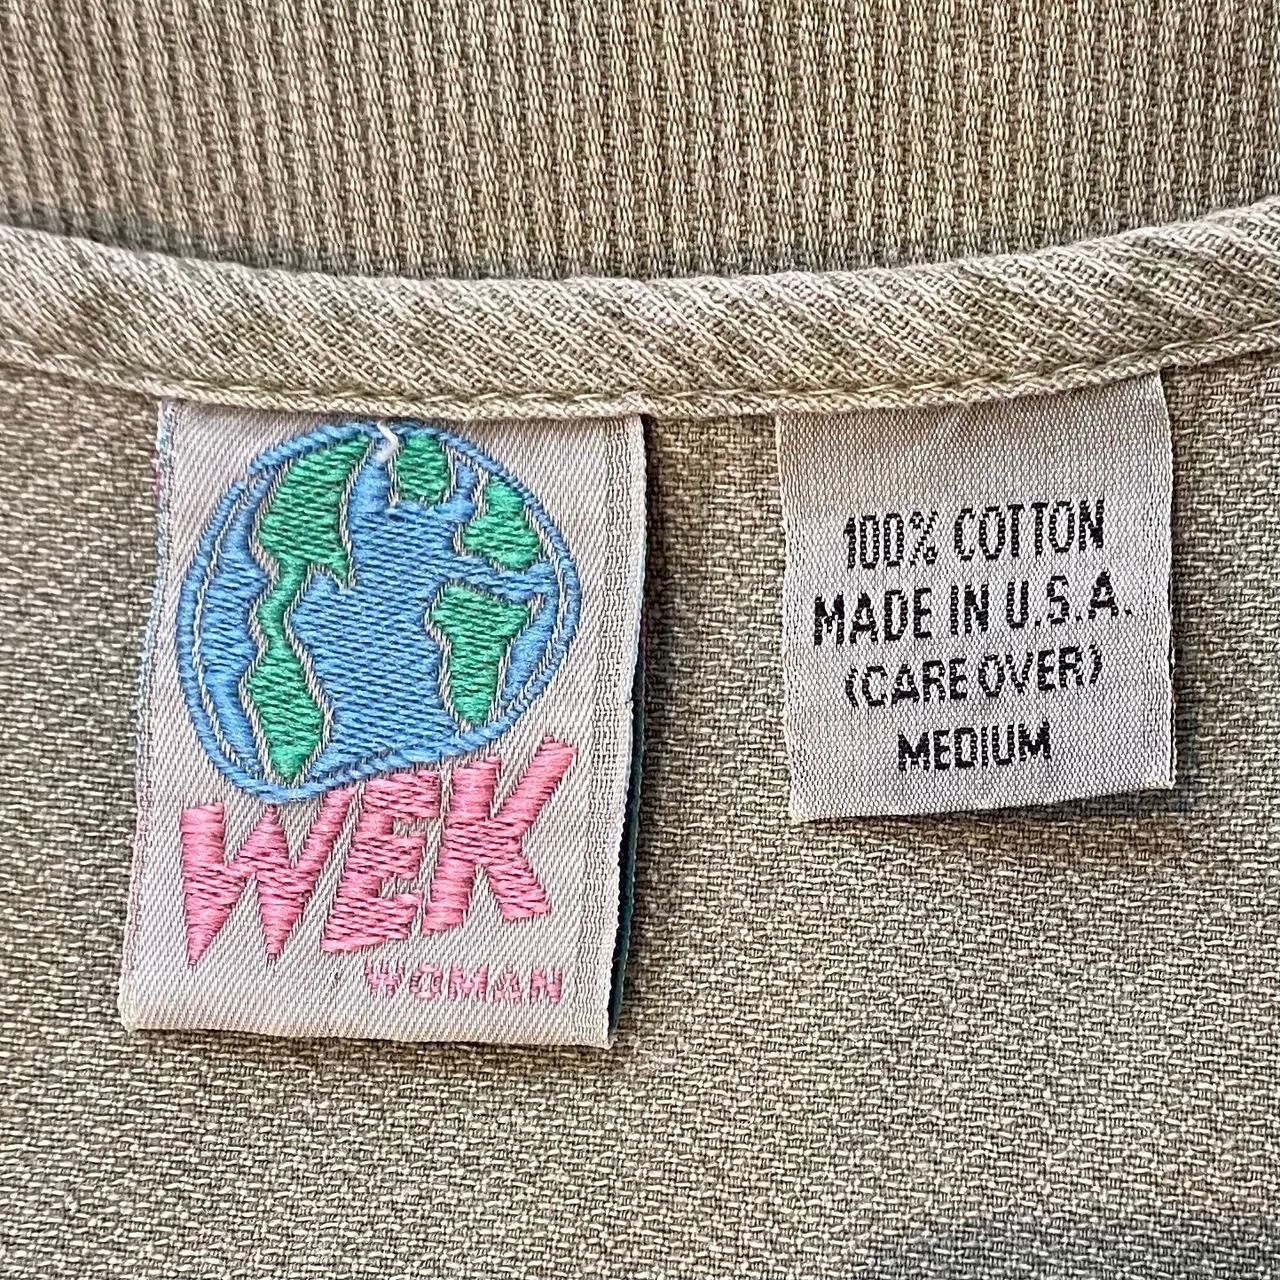 WEK
WOMAN
100% COTTON
MADE IN U.S.A.
(CARE OVER)
MEDIUM